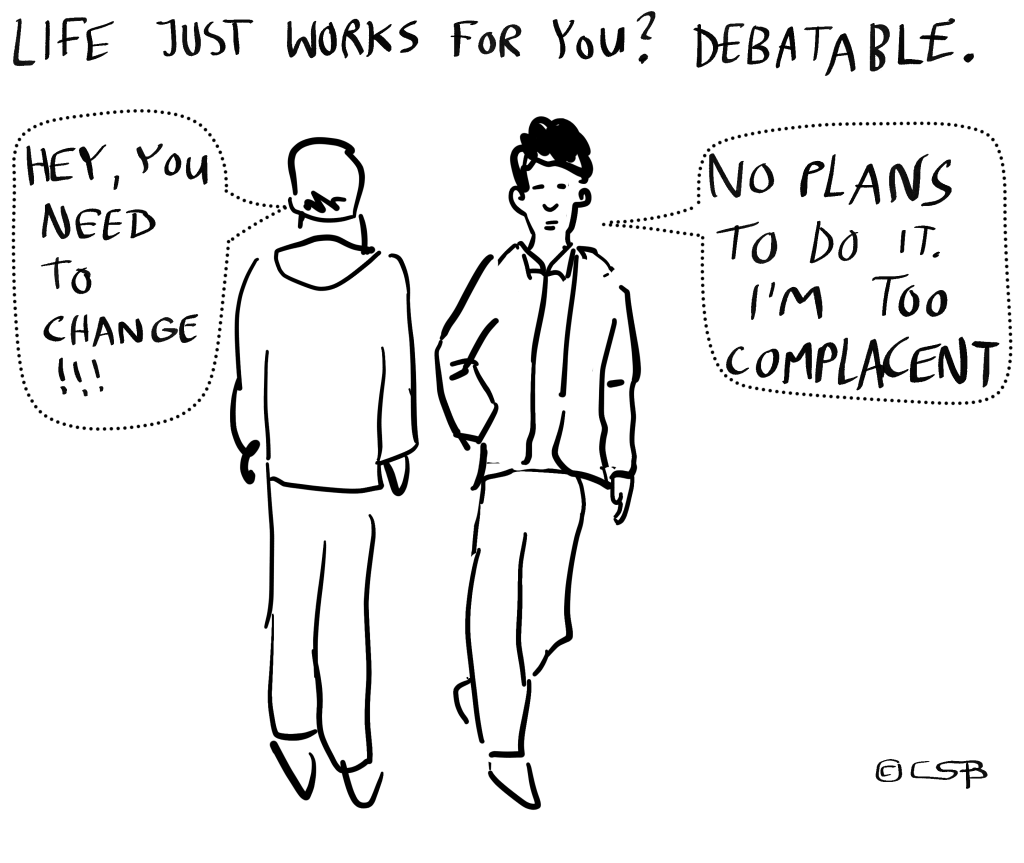 LIFE JUST WORKS FOR YOU? DEBATABLE.
HEY, YOU
NEED
TO
CHANGE
!!!
NO PLANS
TO DO IT.
I'M TOO
COMPLACENT
© CSB